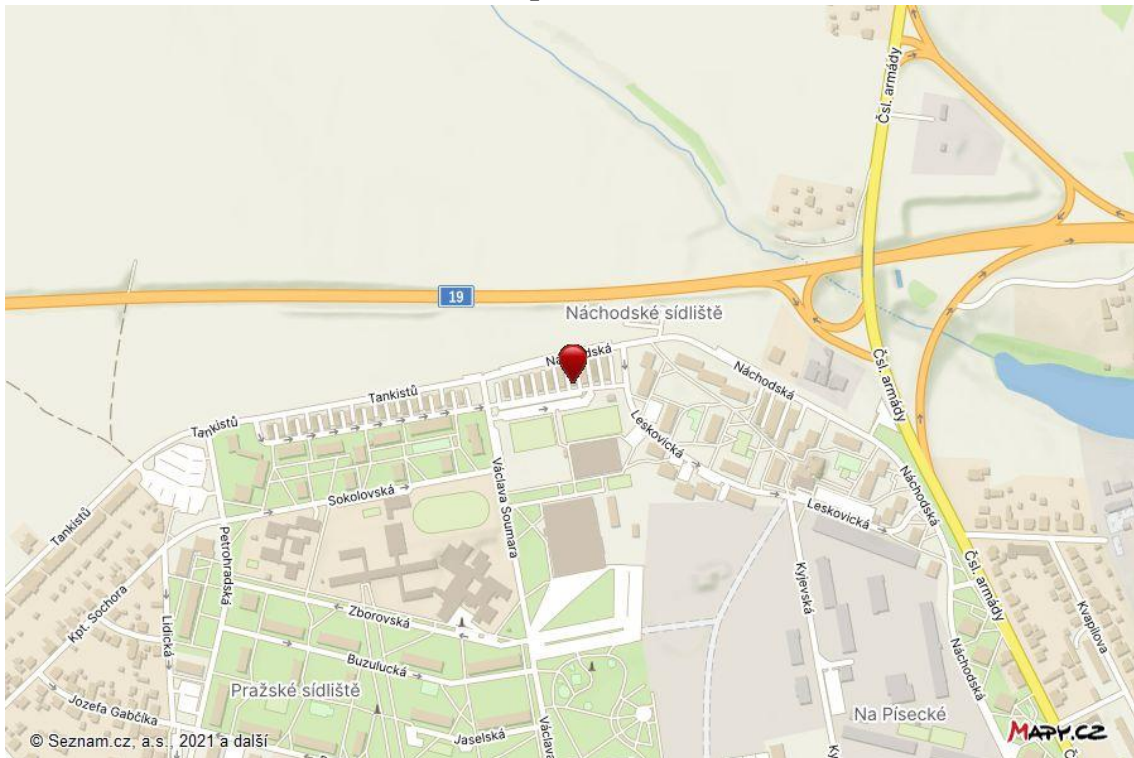 Čsl. armády
19
Náchodské sídliště
Náchodská
Tankistů
Tankistů
Čsl. armády
Leskovická
Václava Soumara
Sokolovská
Náchodská
Tankistů
Petrohradská
Leskovická
Kyjevská
Čsl. armády
Kpt. Sochora
Lidická
Zborovská
Kvapilova
Buzulucká
Náchodská
Pražské sídliště
Jozefa Gabčíka
Jaselská
Václava
Na Písecké
Ky
Č
© Seznam.cz, a.s., 2021 a další
MAPY.CZ